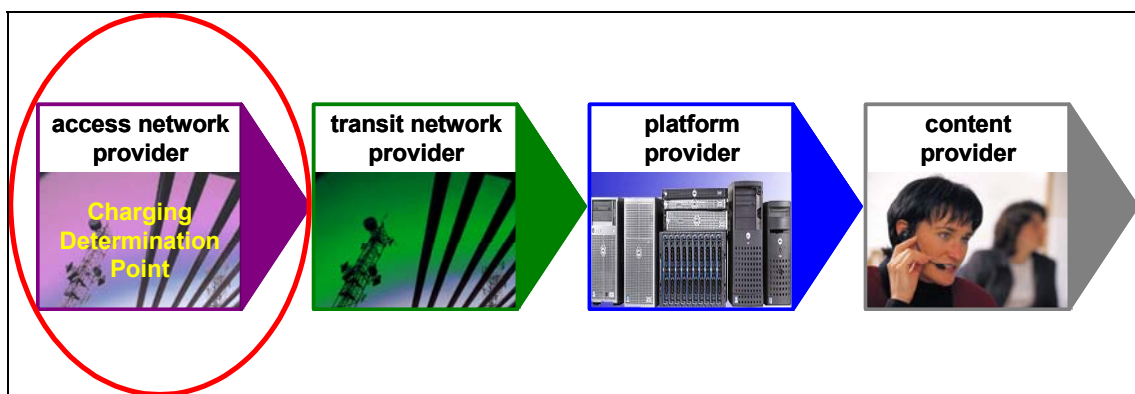 access network
provider
Charging
Determination
Point
transit network
provider
platform
provider
content
provider